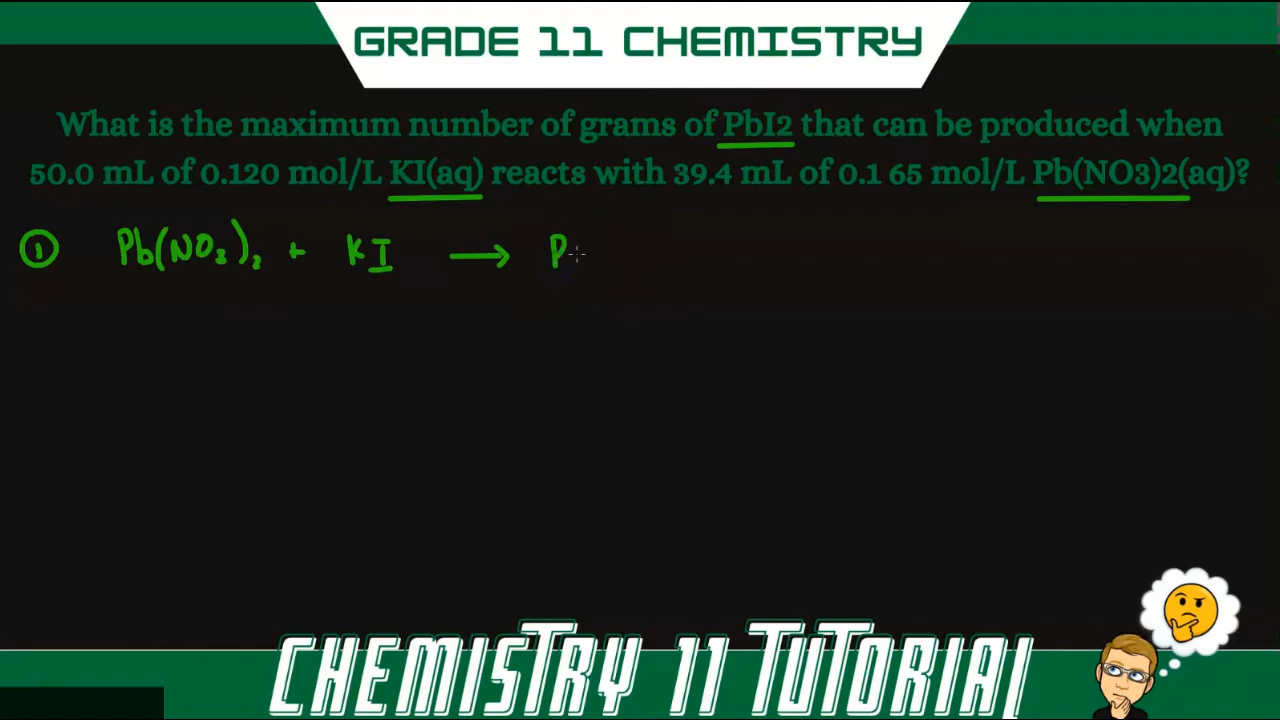 GRADE 11 CHEMISTRY
What is the maximum number of grams of PbI2 that can be produced when
50.0 mL of 0.120 mol/L KI(aq) reacts with 39.4 mL of 0.1 65 mol/L Pb(NO3)2(aq)?
① Pb(NO₃)₂ + KI → P
CHEMISTRY 11 TUTORIAL